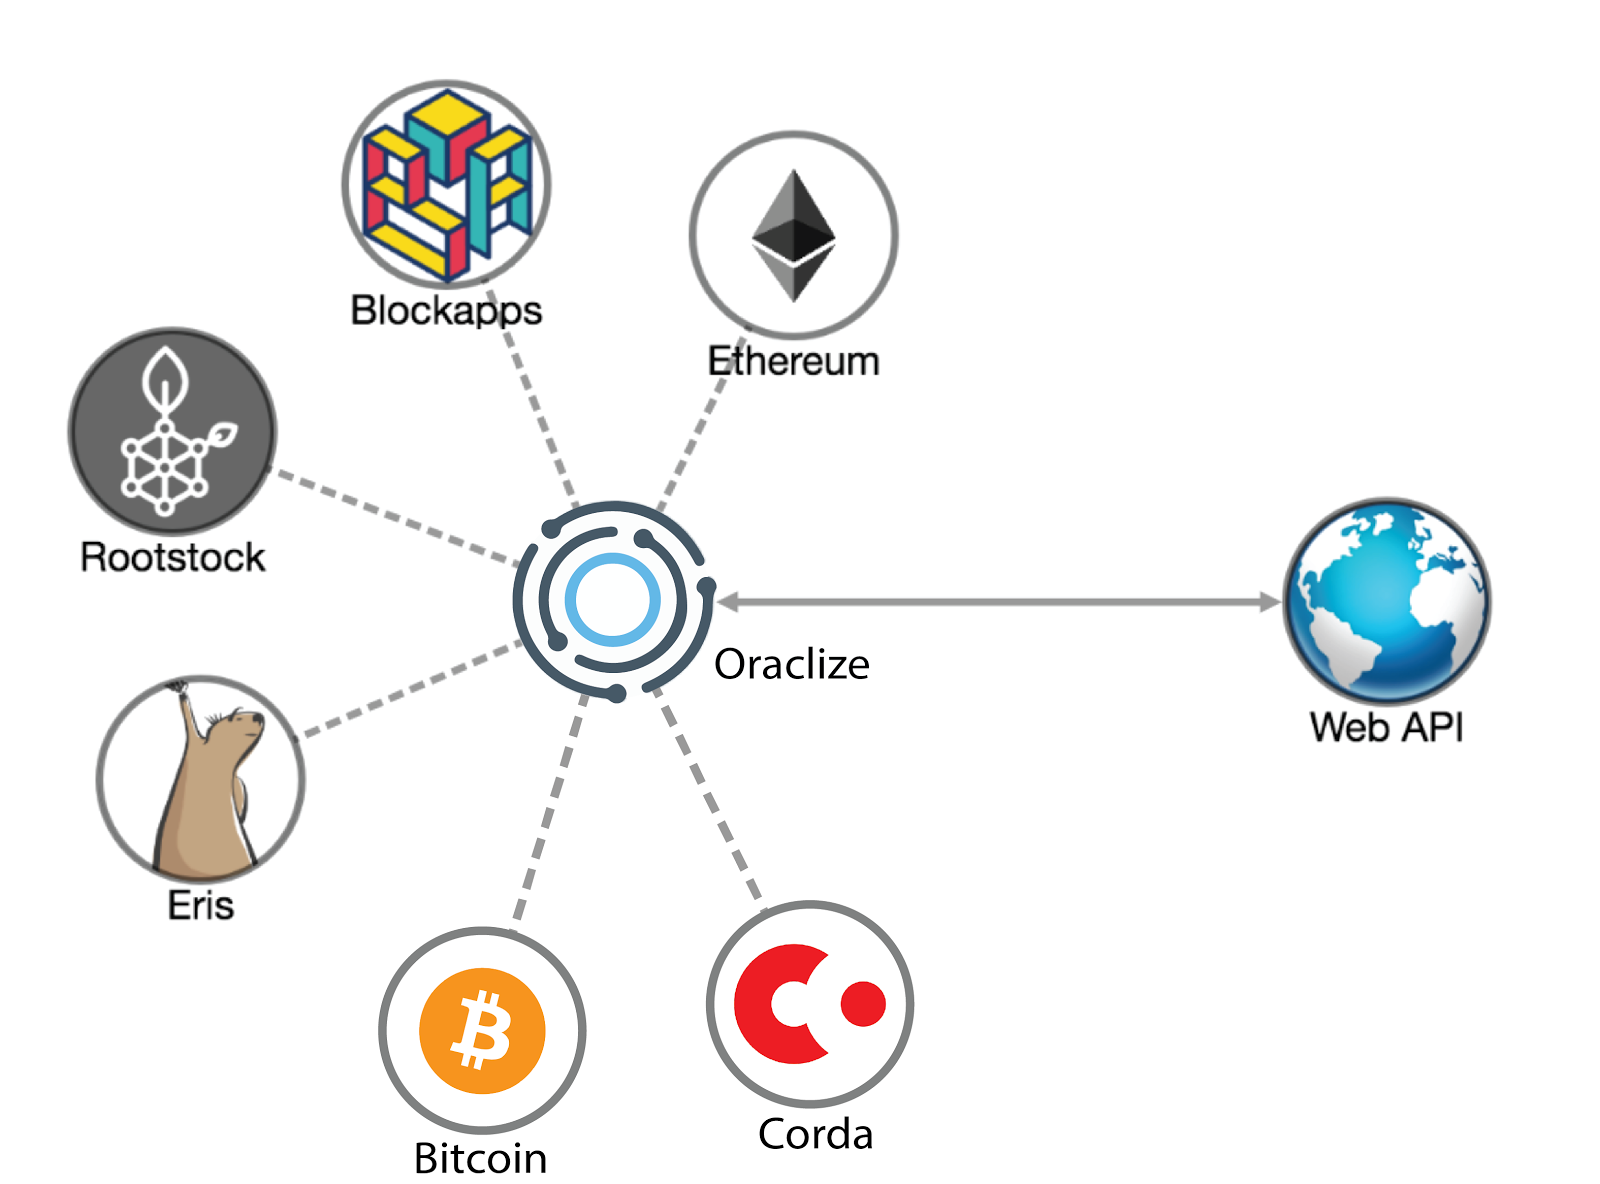 Blockapps
Ethereum
Rootstock
Oraclize
Web API
Eris
Corda
Bitcoin